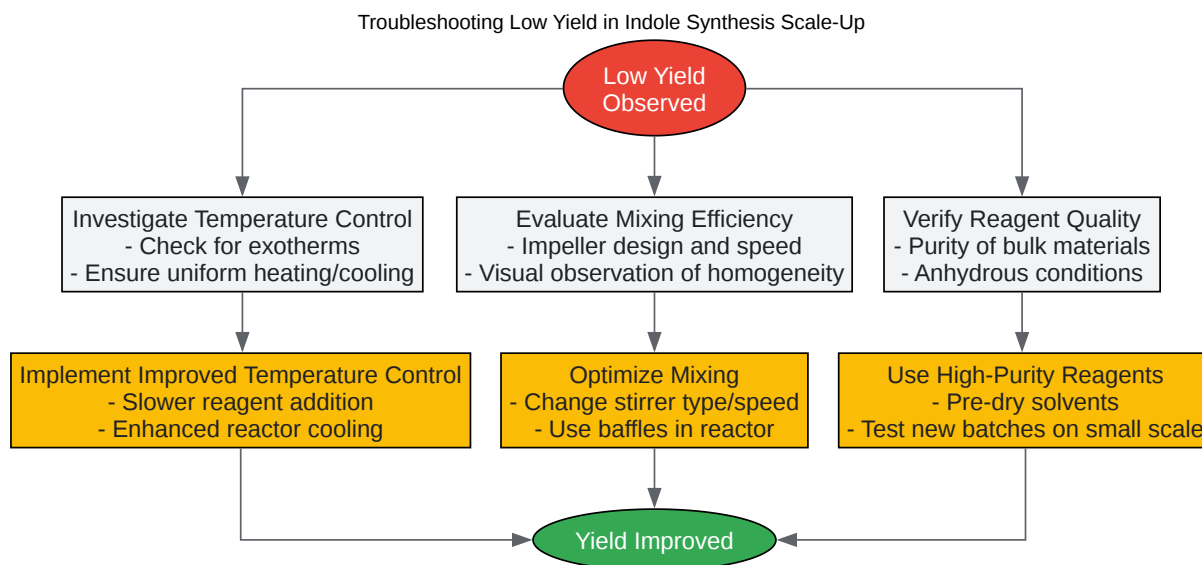 Troubleshooting Low Yield in Indole Synthesis Scale-Up
Low Yield
Observed
Investigate Temperature Control
- Check for exotherms
- Ensure uniform heating/cooling
Evaluate Mixing Efficiency
- Impeller design and speed
- Visual observation of homogeneity
Verify Reagent Quality
- Purity of bulk materials
- Anhydrous conditions
Implement Improved Temperature Control
- Slower reagent addition
- Enhanced reactor cooling
Optimize Mixing
- Change stirrer type/speed
- Use baffles in reactor
Use High-Purity Reagents
- Pre-dry solvents
- Test new batches on small scale
Yield Improved